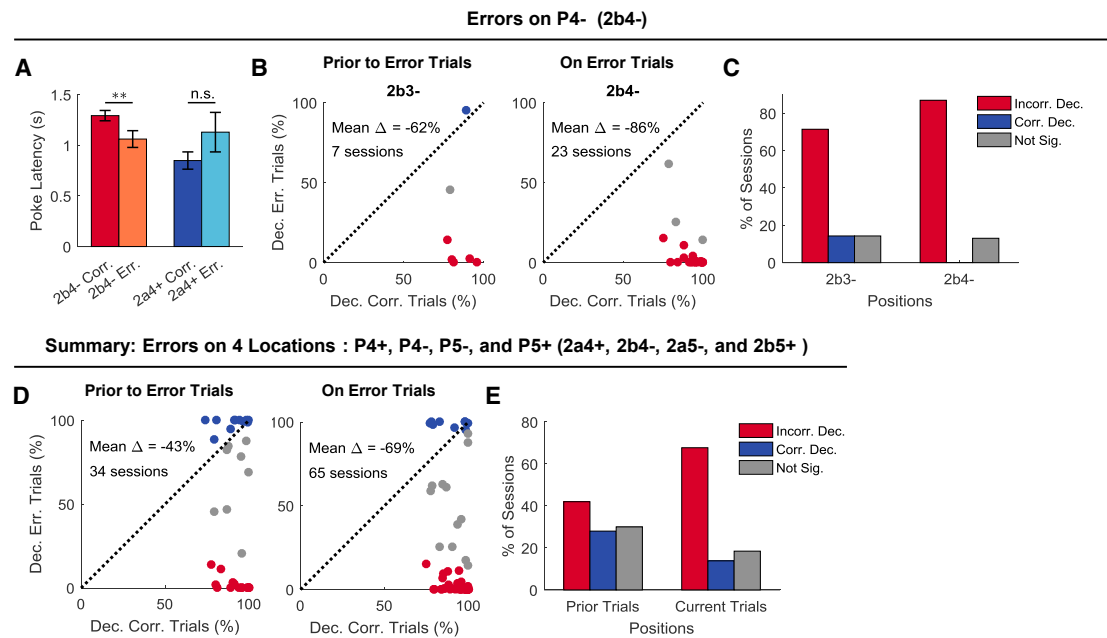 Errors on P4- (2b4-)
A
Poke Latency (s)
1.5
1
0.5
0
**
n.s.
2b4- Corr.
2b4- Err.
2a4+ Corr.
2a4+ Err.
B
Prior to Error Trials
2b3-
Dec. Err. Trials (%)
100
50
0
Mean Δ = -62%
7 sessions
0 50 100
Dec. Corr. Trials (%)
On Error Trials
2b4-
100
50
0
Mean Δ = -86%
23 sessions
0 50 100
Dec. Corr. Trials (%)
C
% of Sessions
80
60
40
20
0
Incorr. Dec.
Corr. Dec.
Not Sig.
2b3- 2b4-
Positions
Summary: Errors on 4 Locations : P4+, P4-, P5-, and P5+ (2a4+, 2b4-, 2a5-, and 2b5+ )
D
Prior to Error Trials
Dec. Err. Trials (%)
100
50
0
Mean Δ = -43%
34 sessions
0 50 100
Dec. Corr. Trials (%)
On Error Trials
100
50
0
Mean Δ = -69%
65 sessions
0 50 100
Dec. Corr. Trials (%)
E
% of Sessions
80
60
40
20
0
Incorr. Dec.
Corr. Dec.
Not Sig.
Prior Trials Current Trials
Positions